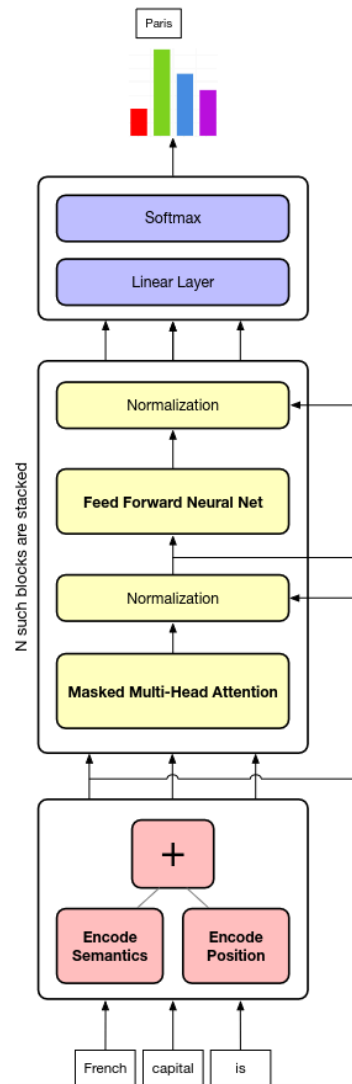 Paris
Softmax
Linear Layer
Normalization
Feed Forward Neural Net
Normalization
Masked Multi-Head Attention
N such blocks are stacked
+
Encode
Semantics
Encode
Position
French
capital
is